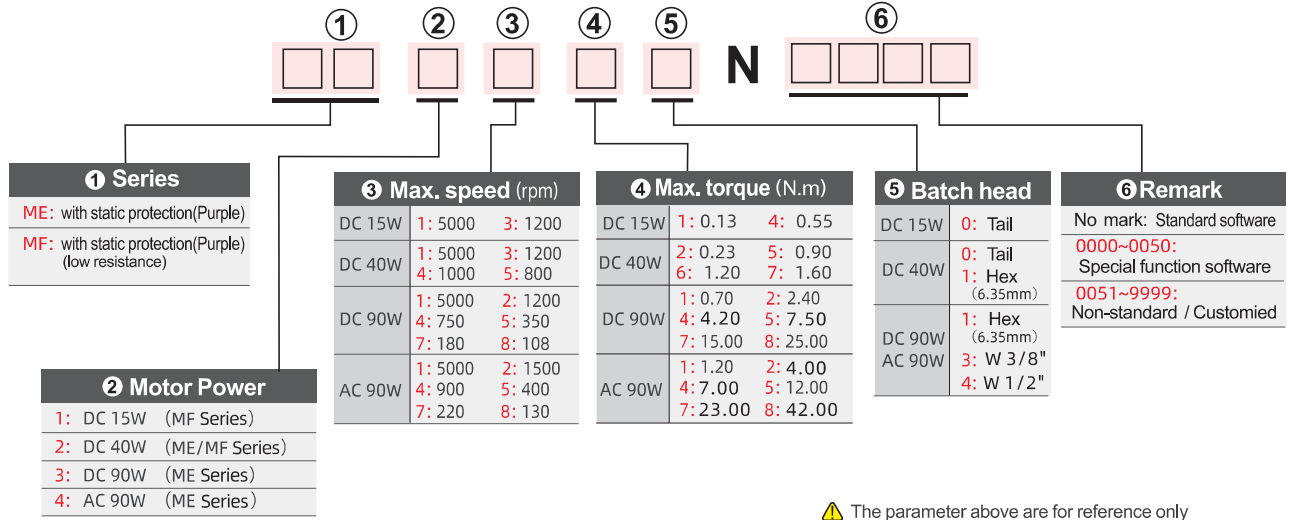 ① ② ③ ④ ⑤ ⑥
N
❶ Series
ME: with static protection(Purple)
MF: with static protection(Purple)
(low resistance)
❷ Motor Power
1: DC 15W (MF Series)
2: DC 40W (ME/MF Series)
3: DC 90W (ME Series)
4: AC 90W (ME Series)
❸ Max. speed (rpm)
DC 15W 1: 5000 3: 1200
DC 40W
1: 5000 3: 1200
4: 1000 5: 800
DC 90W
1: 5000 2: 1200
4: 750 5: 350
7: 180 8: 108
AC 90W
1: 5000 2: 1500
4: 900 5: 400
7: 220 8: 130
❹ Max. torque (N.m)
DC 15W 1: 0.13 4: 0.55
DC 40W
2: 0.23 5: 0.90
6: 1.20 7: 1.60
DC 90W
1: 0.70 2: 2.40
4: 4.20 5: 7.50
7: 15.00 8: 25.00
AC 90W
1: 1.20 2: 4.00
4: 7.00 5: 12.00
7: 23.00 8: 42.00
❺ Batch head
DC 15W 0: Tail
DC 40W
0: Tail
1: Hex
(6.35mm)
DC 90W
AC 90W
1: Hex
(6.35mm)
3: W 3/8"
4: W 1/2"
❻ Remark
No mark: Standard software
0000~0050:
Special function software
0051~9999:
Non-standard / Customied
⚠ The parameter above are for reference only